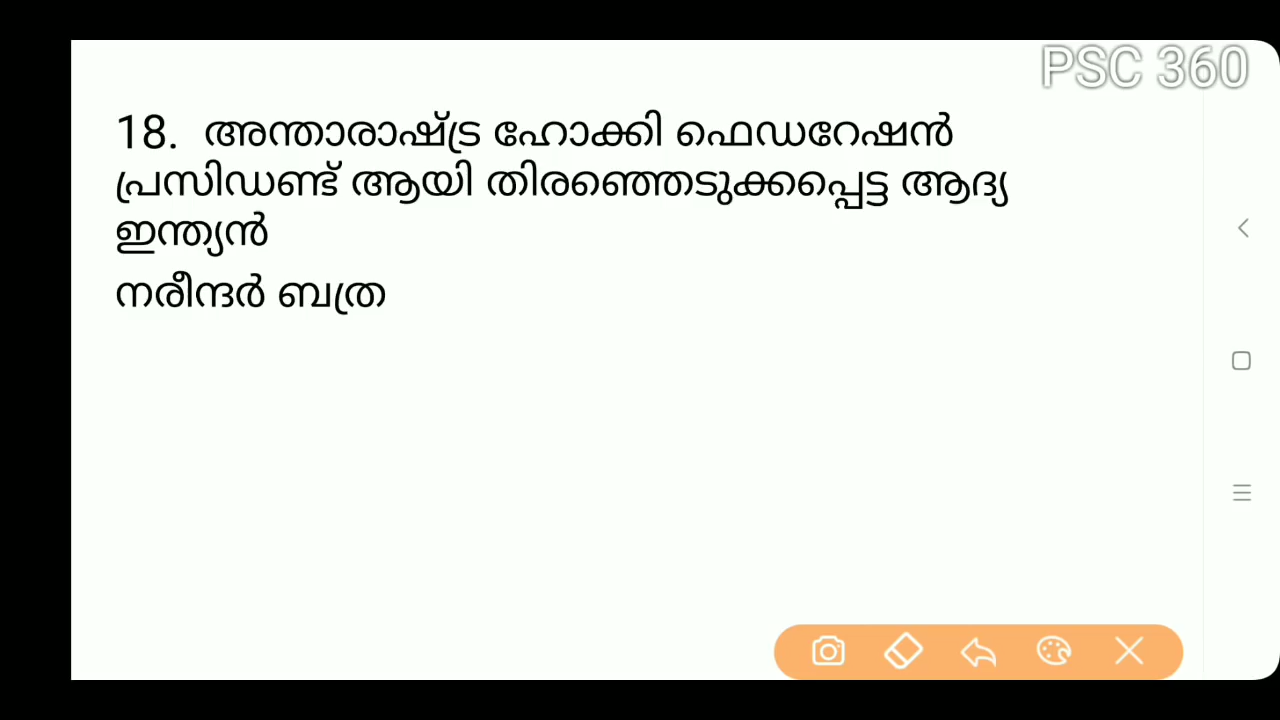 PSC 360
18. അന്താരാഷ്ട്ര ഹോക്കി ഫെഡറേഷൻ
പ്രസിഡണ്ട് ആയി തിരഞ്ഞെടുക്കപ്പെട്ട ആദ്യ
ഇന്ത്യൻ
നരീന്ദർ ബത്ര